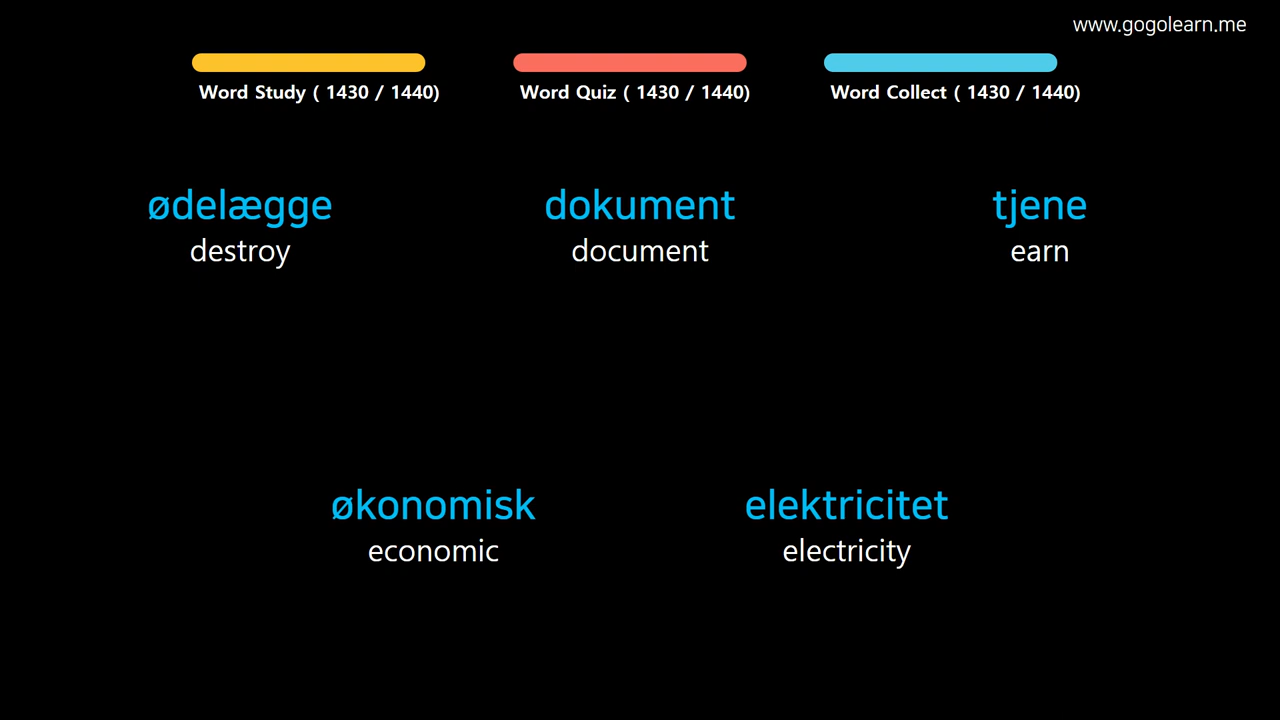 www.gogolearn.me
Word Study ( 1430 / 1440)
Word Quiz ( 1430 / 1440)
Word Collect ( 1430 / 1440)
ødelægge
destroy
dokument
document
tjene
earn
økonomisk
economic
elektricitet
electricity